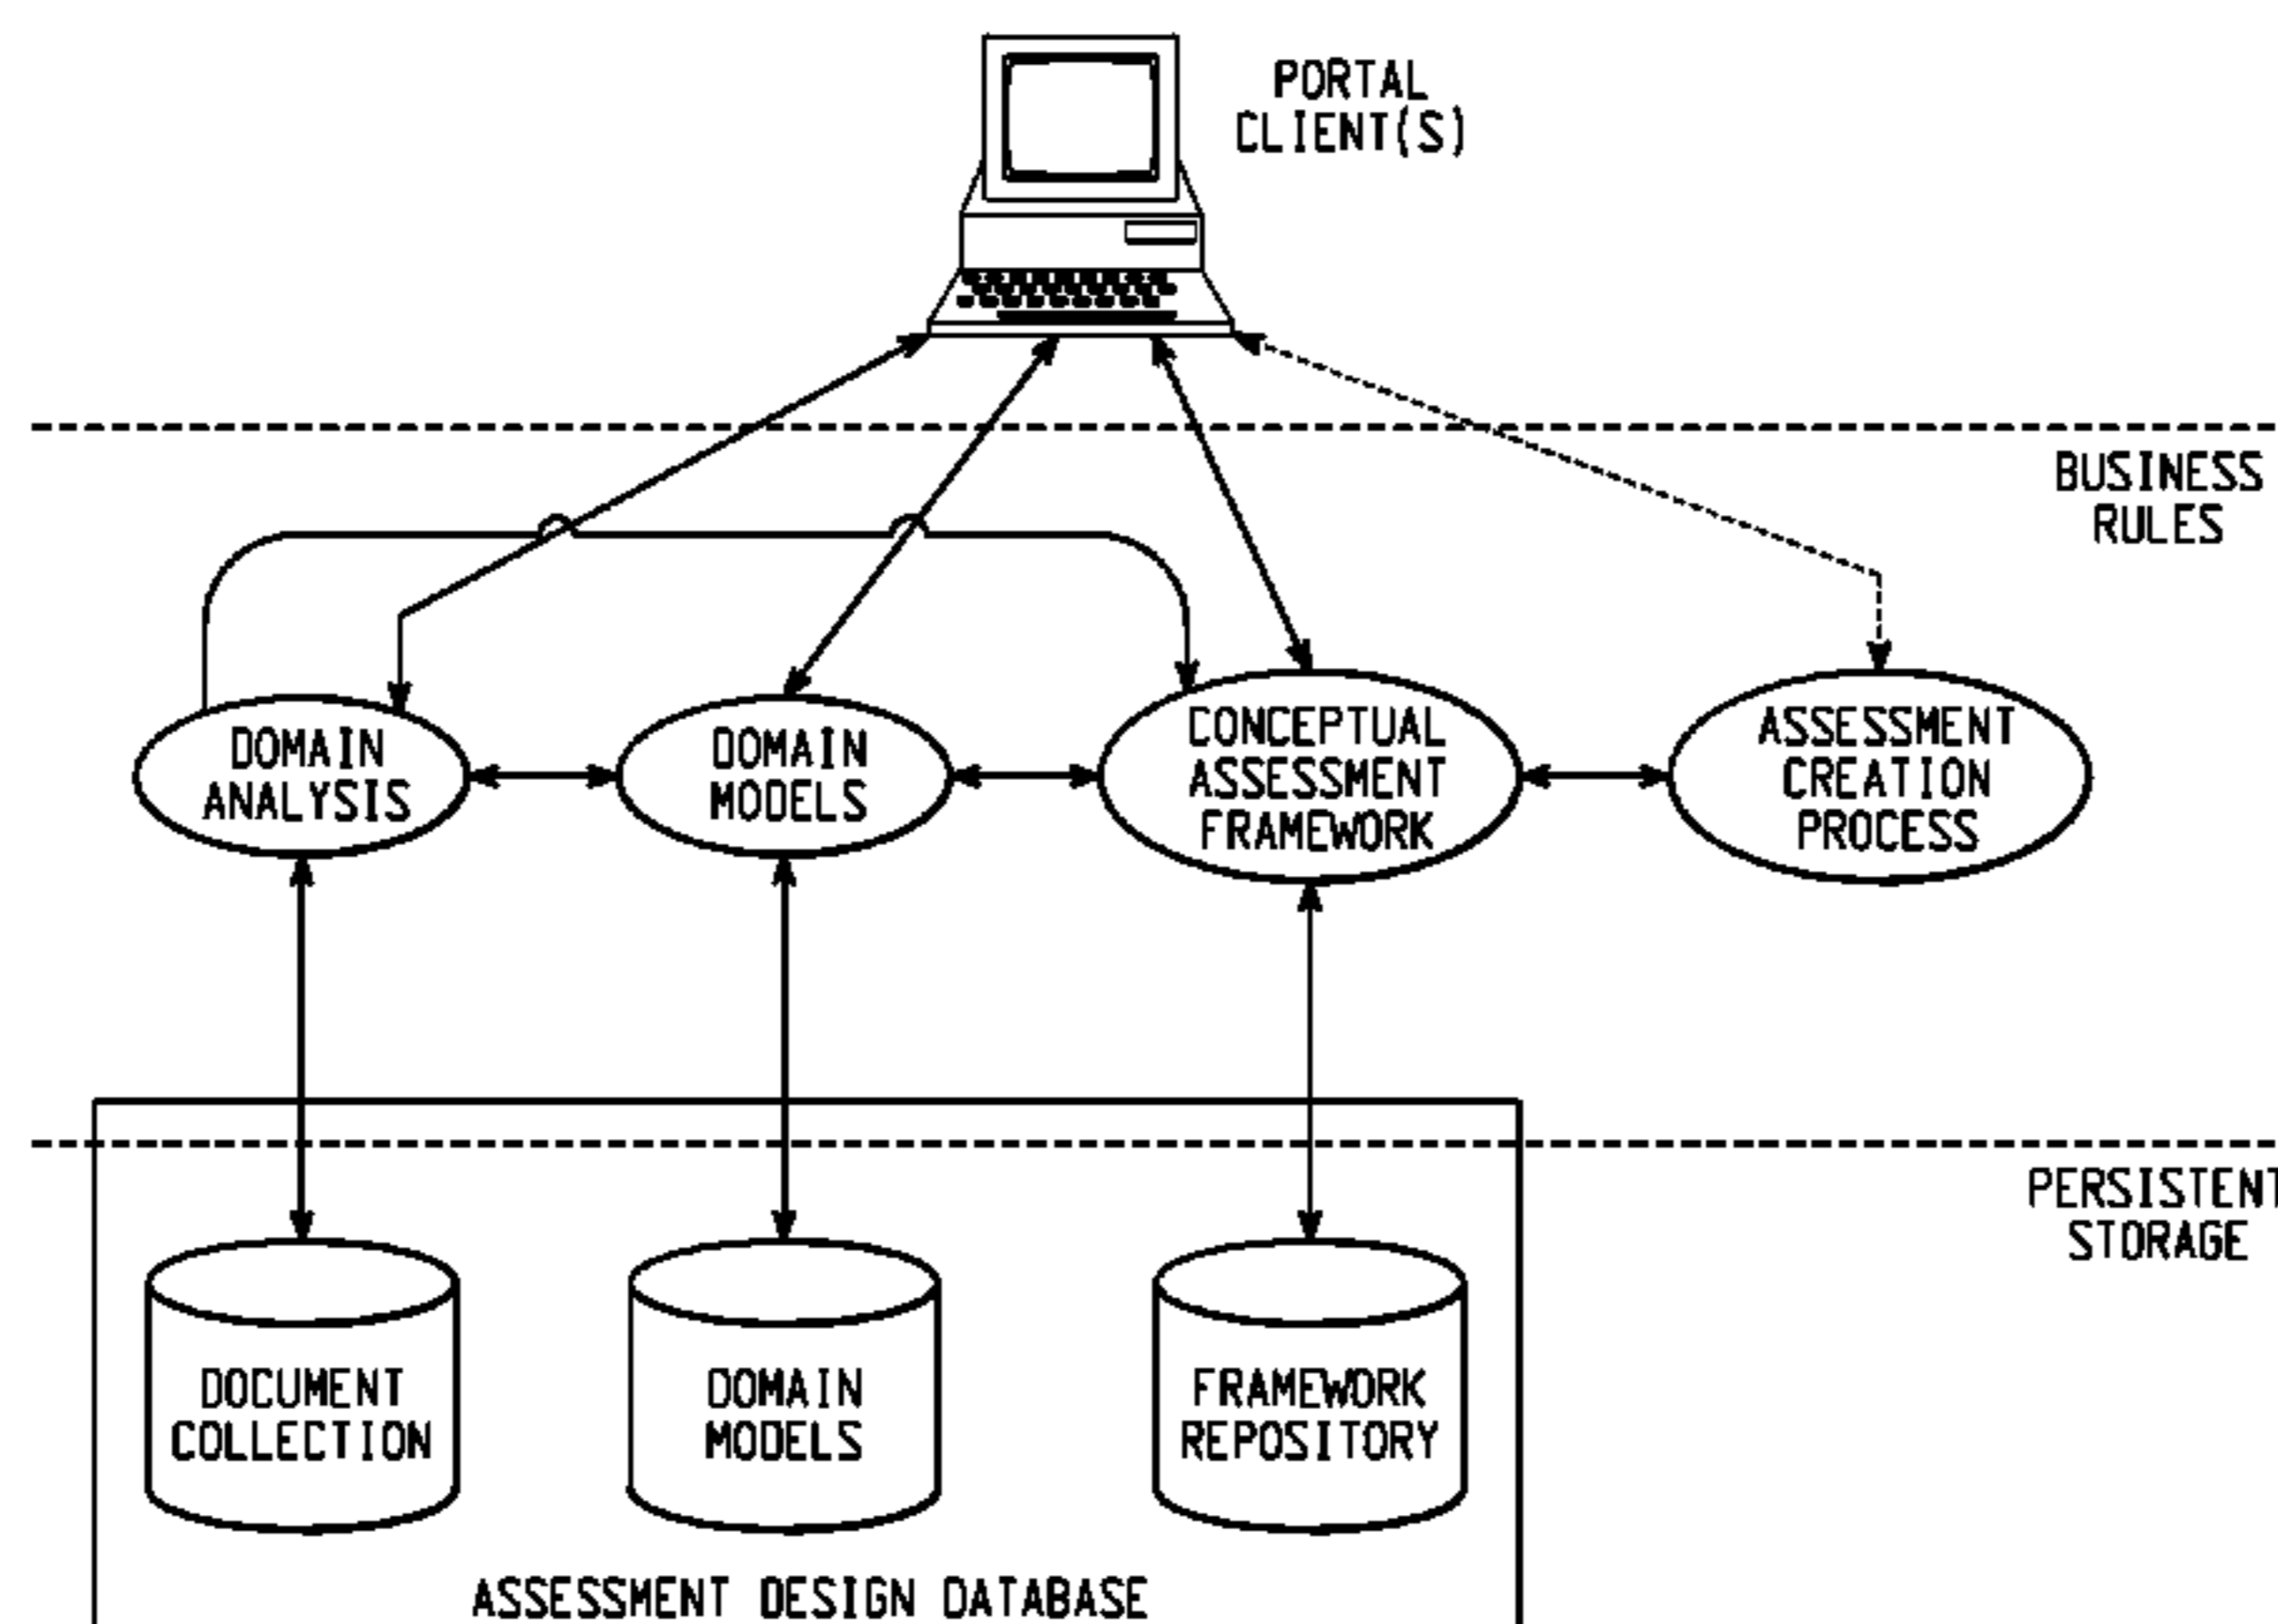 PORTAL
CLIENT(S)
BUSINESS
RULES
DOMAIN
ANALYSIS
DOMAIN
MODELS
CONCEPTUAL
ASSESSMENT
FRAMEWORK
ASSESSMENT
CREATION
PROCESS
PERSISTENT
STORAGE
DOCUMENT
COLLECTION
DOMAIN
MODELS
FRAMEWORK
REPOSITORY
ASSESSMENT DESIGN DATABASE